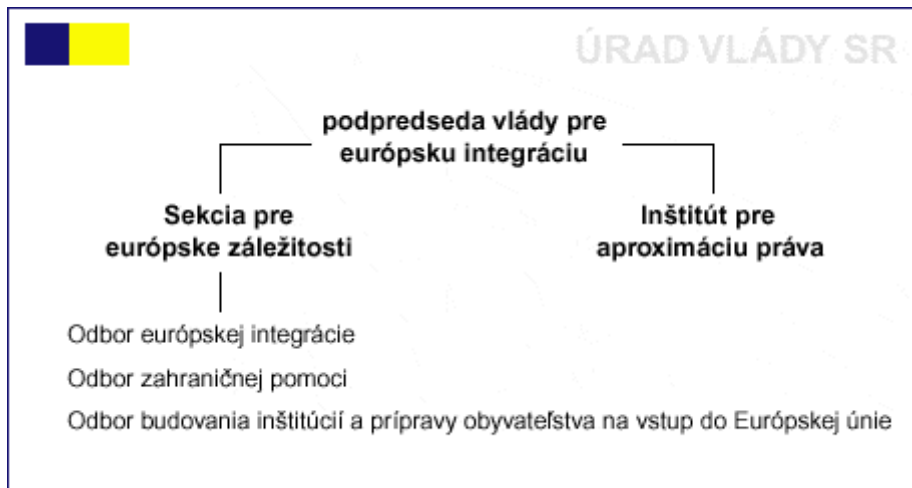 ÚRAD VLÁDY SR
podpredseda vlády pre
európsku integráciu
Sekcia pre
európske záležitosti
Inštitút pre
aproximáciu práva
Odbor európskej integrácie
Odbor zahraničnej pomoci
Odbor budovania inštitúcií a prípravy obyvateľstva na vstup do Európskej únie